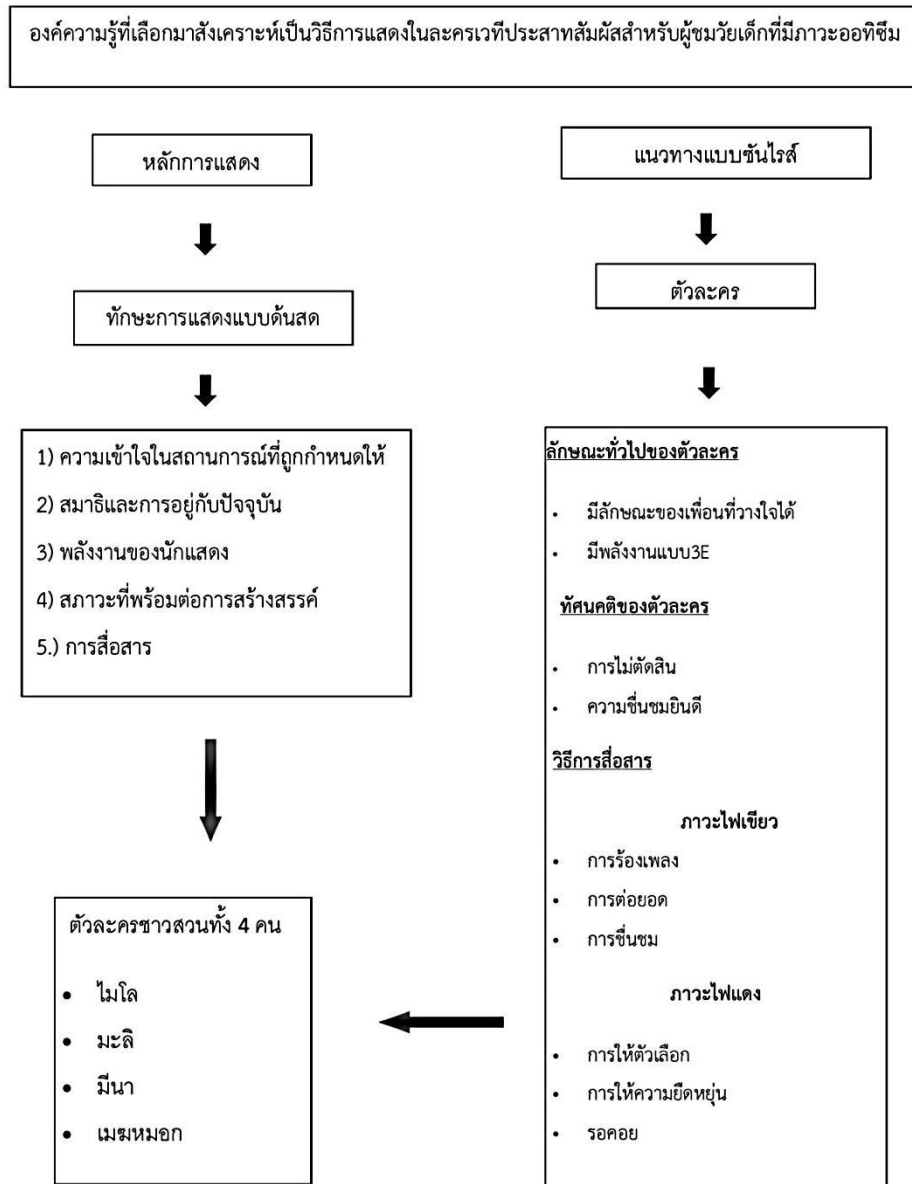 องค์ความรู้ที่เลือกมาสังเคราะห์เป็นวิธีการแสดงในละครเวทีประสาทสัมผัสสำหรับผู้ชมวัยเด็กที่มีภาวะออทิซึม
หลักการแสดง
ทักษะการแสดงแบบด้นสด
1) ความเข้าใจในสถานการณ์ที่ถูกกำหนดให้
2) สมาธิและการอยู่กับปัจจุบัน
3) พลังงานของนักแสดง
4) สภาวะที่พร้อมต่อการสร้างสรรค์
5.) การสื่อสาร
แนวทางแบบซันไรส์
ตัวละคร
ลักษณะทั่วไปของตัวละคร
• มีลักษณะของเพื่อนที่วางใจได้
• มีพลังงานแบบ3E
ทัศนคติของตัวละคร
• การไม่ตัดสิน
• ความชื่นชมยินดี
วิธีการสื่อสาร
ภาวะไฟเขียว
• การร้องเพลง
• การต่อยอด
• การชื่นชม
ภาวะไฟแดง
• การให้ตัวเลือก
• การให้ความยืดหยุ่น
• รอคอย
ตัวละครชาวสวนทั้ง 4 คน
• ไมโล
• มะลิ
• มีนา
• เมฆหมอก